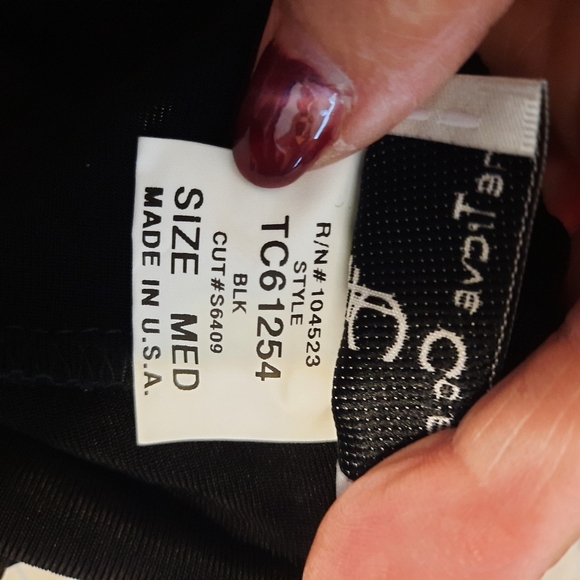 R/N# 104523
STYLE
TC61254
BLK
CUT#S6409
SIZE MED
MADE IN U.S.A.